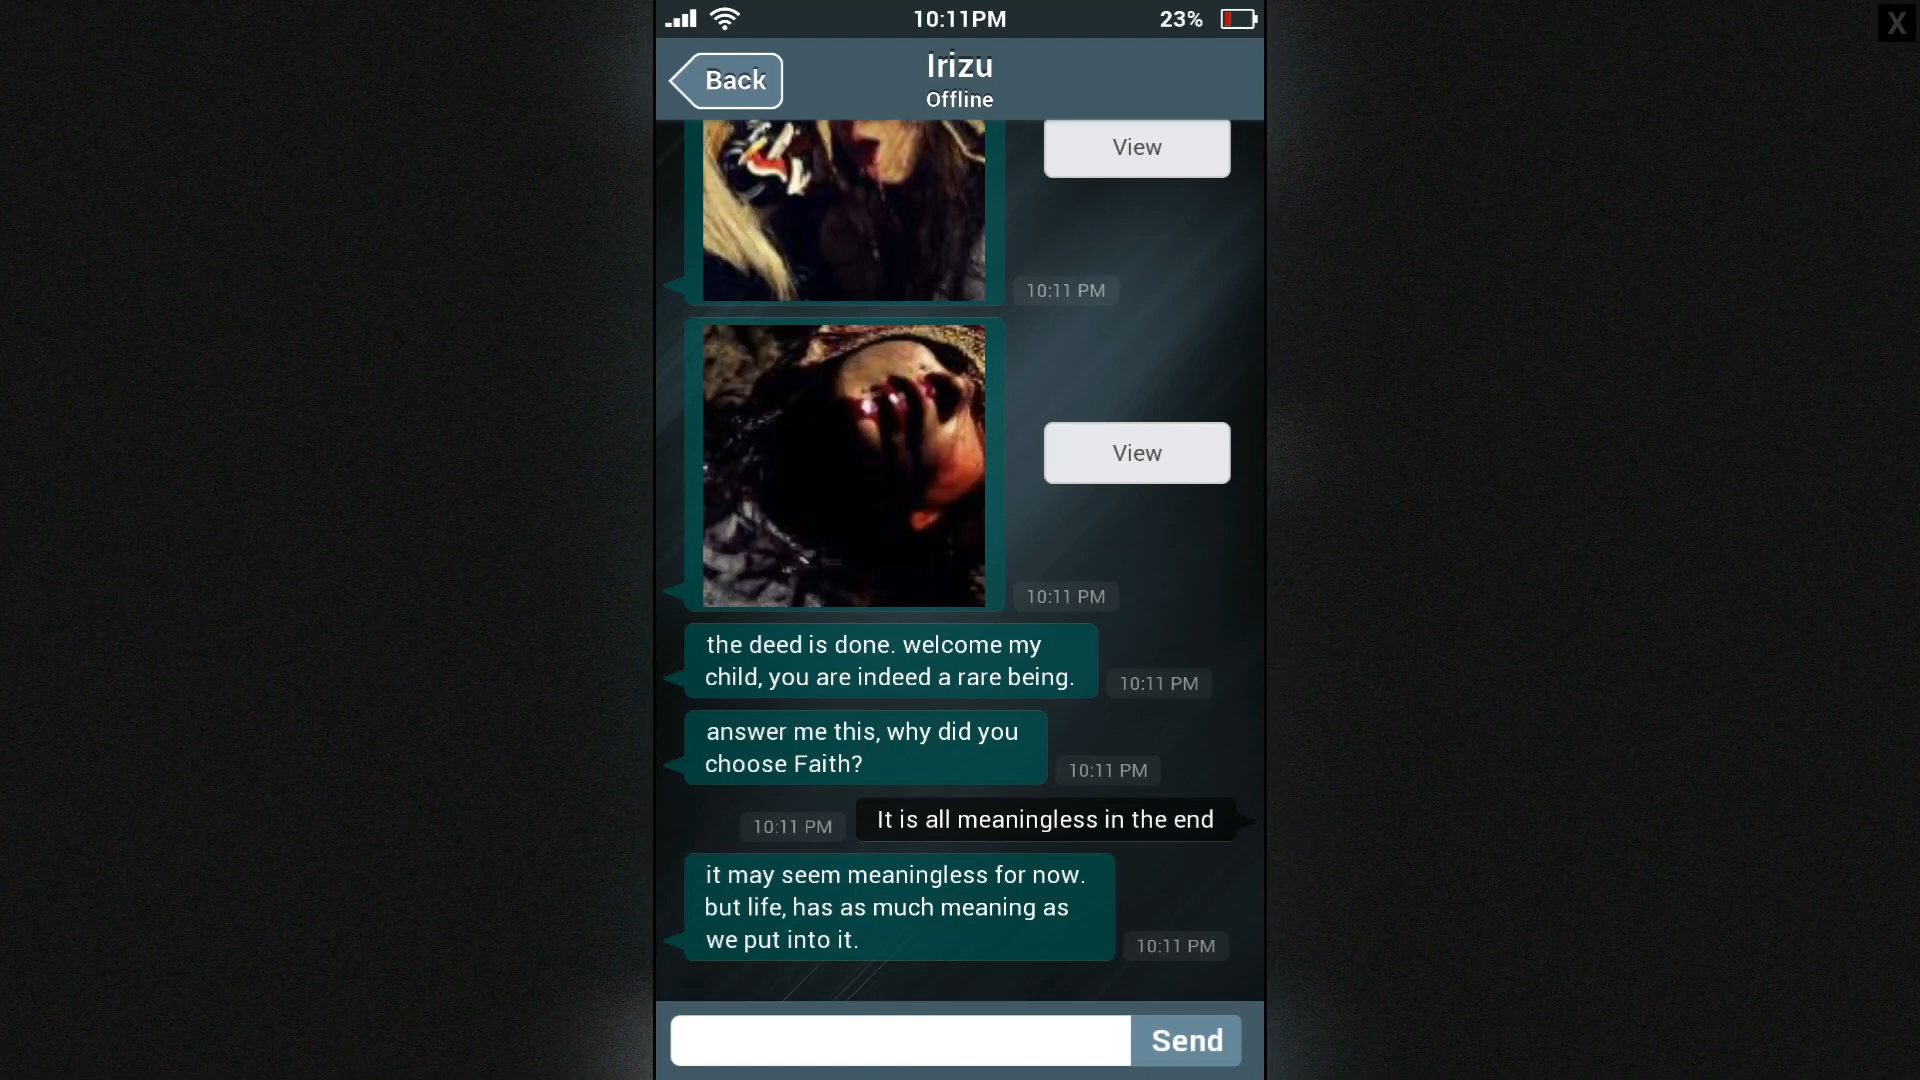 10:11PM
23%
X
Back
Irizu
Offline
View
10:11 PM
View
10:11 PM
the deed is done. welcome my
child, you are indeed a rare being.
10:11 PM
answer me this, why did you
choose Faith?
10:11 PM
10:11 PM
It is all meaningless in the end
it may seem meaningless for now.
but life, has as much meaning as
we put into it.
10:11 PM
Send